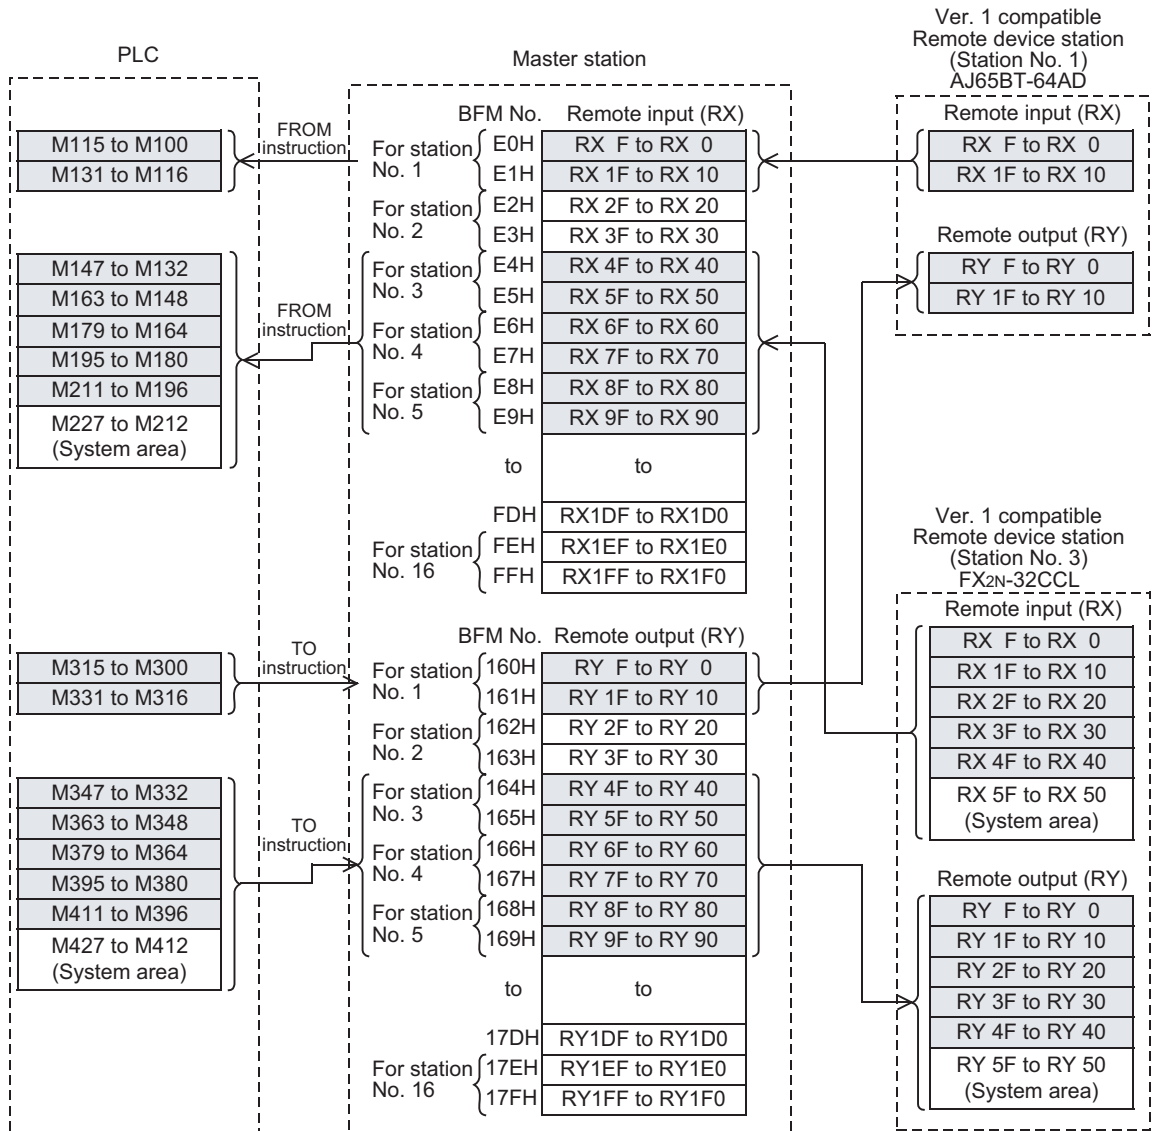 PLC
Master station
Ver. 1 compatible
Remote device station
(Station No. 1)
AJ65BT-64AD
BFM No. Remote input (RX)
Remote input (RX)
M115 to M100
M131 to M116
FROM
instruction
For station
No. 1
E0H RX F to RX 0
E1H RX 1F to RX 10
RX F to RX 0
RX 1F to RX 10
For station
No. 2
E2H RX 2F to RX 20
E3H RX 3F to RX 30
Remote output (RY)
RY F to RY 0
RY 1F to RY 10
M147 to M132
M163 to M148
M179 to M164
M195 to M180
M211 to M196
M227 to M212
(System area)
FROM
instruction
For station
No. 3
E4H RX 4F to RX 40
E5H RX 5F to RX 50
For station
No. 4
E6H RX 6F to RX 60
E7H RX 7F to RX 70
For station
No. 5
E8H RX 8F to RX 80
E9H RX 9F to RX 90
to to
FDH RX1DF to RX1D0
For station
No. 16
FEH RX1EF to RX1E0
FFH RX1FF to RX1F0
Ver. 1 compatible
Remote device station
(Station No. 3)
FX2N-32CCL
Remote input (RX)
RX F to RX 0
RX 1F to RX 10
RX 2F to RX 20
RX 3F to RX 30
RX 4F to RX 40
RX 5F to RX 50
(System area)
BFM No. Remote output (RY)
M315 to M300
M331 to M316
TO
instruction
For station
No. 1
160H RY F to RY 0
161H RY 1F to RY 10
For station
No. 2
162H RY 2F to RY 20
163H RY 3F to RY 30
M347 to M332
M363 to M348
M379 to M364
M395 to M380
M411 to M396
M427 to M412
(System area)
TO
instruction
For station
No. 3
164H RY 4F to RY 40
165H RY 5F to RY 50
For station
No. 4
166H RY 6F to RY 60
167H RY 7F to RY 70
For station
No. 5
168H RY 8F to RY 80
169H RY 9F to RY 90
to to
17DH RY1DF to RY1D0
For station
No. 16
17EH RY1EF to RY1E0
17FH RY1FF to RY1F0
Remote output (RY)
RY F to RY 0
RY 1F to RY 10
RY 2F to RY 20
RY 3F to RY 30
RY 4F to RY 40
RY 5F to RY 50
(System area)